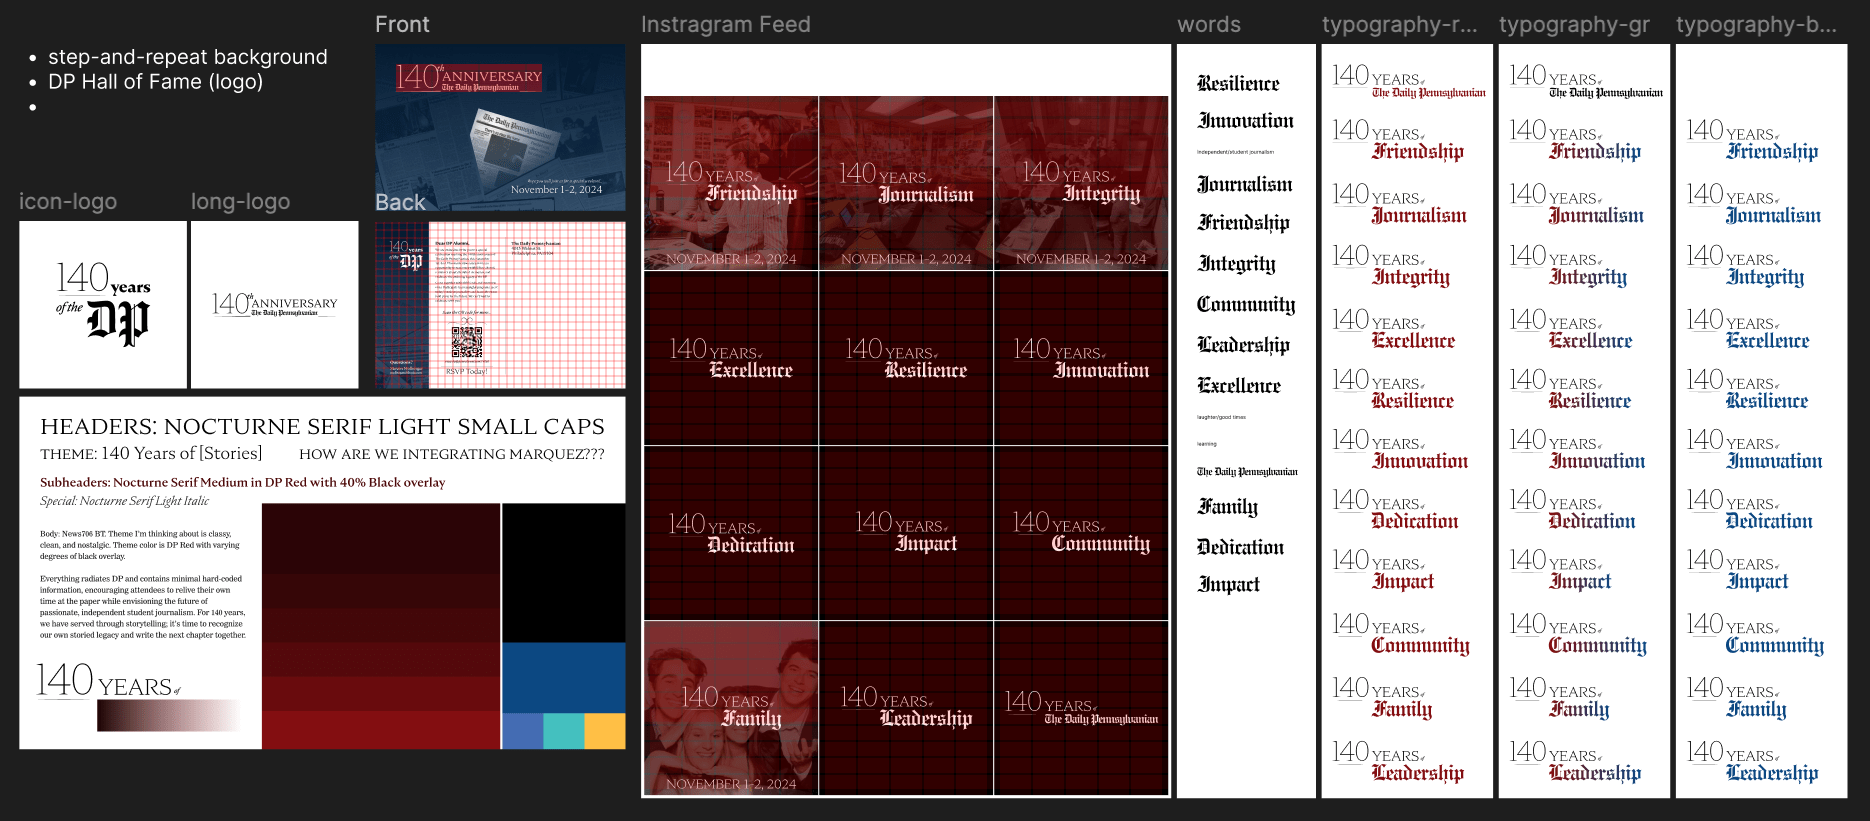 step-and-repeat background
DP Hall of Fame (logo)
icon-logo
140 years
of the DP
long-logo
140th ANNIVERSARY
The Daily Pennsylvanian
Front
140th ANNIVERSARY
The Daily Pennsylvanian
The Daily Pennsylvanian
November 1-2, 2024
Back
140 years
of the DP
Dear DP Alumni,
The Daily Pennsylvanian
4015 Walnut St.
Philadelphia, PA 19104
RSVP Today!
HEADERS: NOCTURNE SERIF LIGHT SMALL CAPS
THEME: 140 Years of [Stories]
HOW ARE WE INTEGRATING MARQUEZ???
Subheaders: Nocturne Serif Medium in DP Red with 40% Black overlay
Special: Nocturne Serif Light Italic
Body: News706 BT. Theme I'm thinking about is classy,
clean, and nostalgic. Theme color is DP Red with varying
degrees of black overlay.
Everything radiates DP and contains minimal hard-coded
information, encouraging attendees to relive their own
time at the paper while envisioning the future of
passionate, independent student journalism. For 140 years,
we have served through storytelling; it's time to recognize
our own storied legacy and write the next chapter together.
140 YEARS of
Instragram Feed
140 YEARS of
Friendship
NOVEMBER 1-2, 2024
140 YEARS of
Journalism
NOVEMBER 1-2, 2024
140 YEARS of
Integrity
NOVEMBER 1-2, 2024
140 YEARS of
Excellence
140 YEARS of
Resilience
140 YEARS of
Innovation
140 YEARS of
Dedication
140 YEARS of
Impact
140 YEARS of
Community
140 YEARS of
Family
NOVEMBER 1-2, 2024
140 YEARS of
Leadership
140 YEARS of
The Daily Pennsylvanian
words
Resilience
Innovation
independent/student journalism
Journalism
Friendship
Integrity
Community
Leadership
Excellence
laughter/good times
learning
The Daily Pennsylvanian
Family
Dedication
Impact
typography-r...
140 YEARS of
The Daily Pennsylvanian
140 YEARS of
Friendship
140 YEARS of
Journalism
140 YEARS of
Integrity
140 YEARS of
Excellence
140 YEARS of
Resilience
140 YEARS of
Innovation
140 YEARS of
Dedication
140 YEARS of
Impact
140 YEARS of
Community
140 YEARS of
Family
140 YEARS of
Leadership
typography-gr
140 YEARS of
The Daily Pennsylvanian
140 YEARS of
Friendship
140 YEARS of
Journalism
140 YEARS of
Integrity
140 YEARS of
Excellence
140 YEARS of
Resilience
140 YEARS of
Innovation
140 YEARS of
Dedication
140 YEARS of
Impact
140 YEARS of
Community
140 YEARS of
Family
140 YEARS of
Leadership
typography-b...
140 YEARS of
Friendship
140 YEARS of
Journalism
140 YEARS of
Integrity
140 YEARS of
Excellence
140 YEARS of
Resilience
140 YEARS of
Innovation
140 YEARS of
Dedication
140 YEARS of
Impact
140 YEARS of
Community
140 YEARS of
Family
140 YEARS of
Leadership